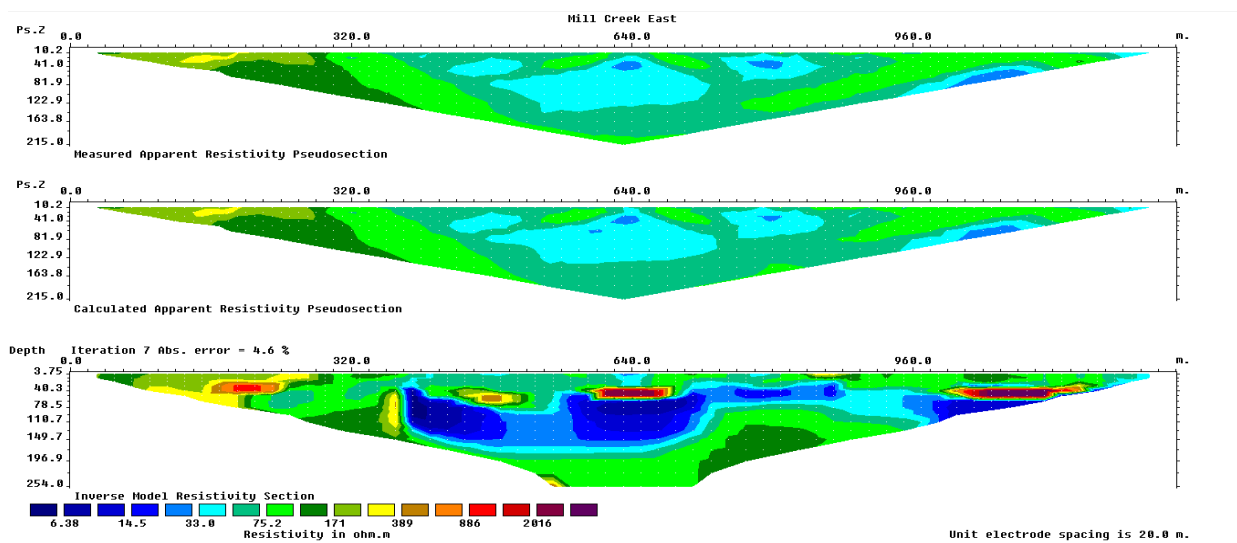 Mill Creek East
Ps.Z 0.0 320.0 640.0 960.0 m.
10.2
41.0
81.9
122.9
163.8
215.0
Measured Apparent Resistivity Pseudosection
Ps.Z 0.0 320.0 640.0 960.0 m.
10.2
41.0
81.9
122.9
163.8
215.0
Calculated Apparent Resistivity Pseudosection
Depth Iteration 7 Abs. error = 4.6 %
0.0 320.0 640.0 960.0 m.
3.75
40.3
78.5
110.7
149.7
196.9
254.0
Inverse Model Resistivity Section
6.38 14.5 33.0 75.2 171 389 886 2016
Resistivity in ohm.m
Unit electrode spacing is 20.0 m.